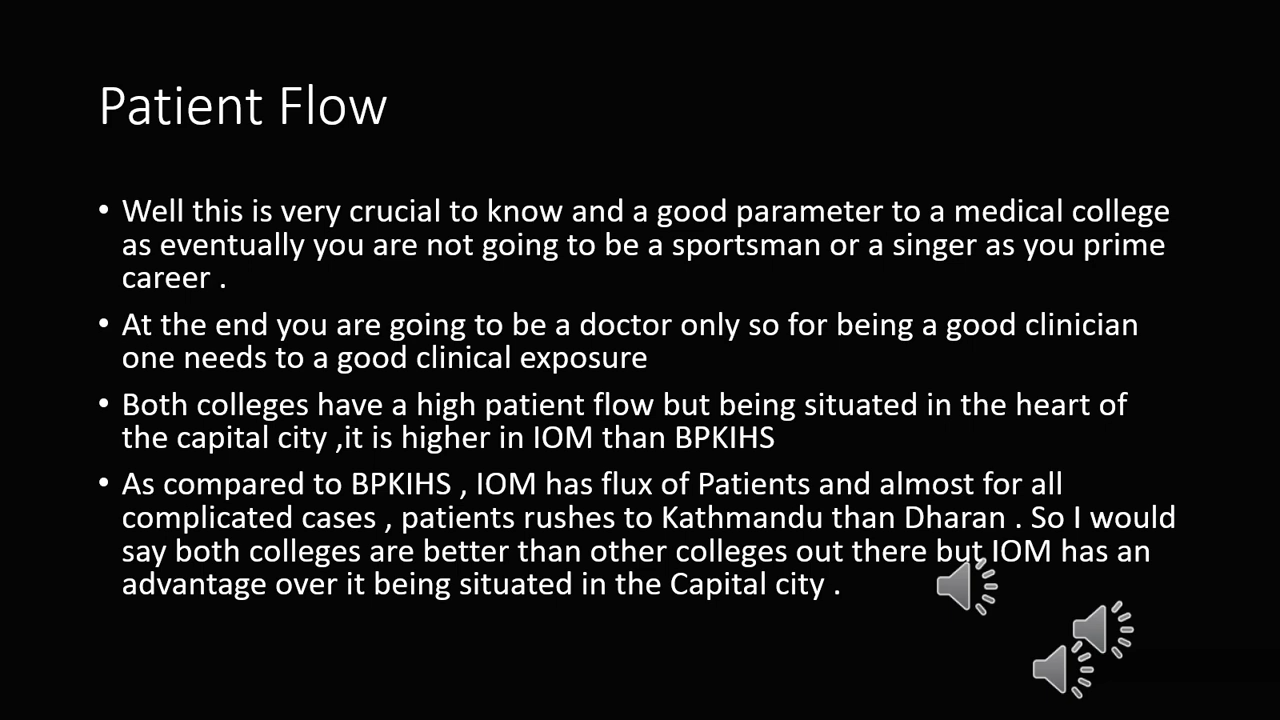 Patient Flow
• Well this is very crucial to know and a good parameter to a medical college
as eventually you are not going to be a sportsman or a singer as you prime
career .
• At the end you are going to be a doctor only so for being a good clinician
one needs to a good clinical exposure
• Both colleges have a high patient flow but being situated in the heart of
the capital city ,it is higher in IOM than BPKIHS
• As compared to BPKIHS , IOM has flux of Patients and almost for all
complicated cases , patients rushes to Kathmandu than Dharan . So I would
say both colleges are better than other colleges out there but IOM has an
advantage over it being situated in the Capital city .